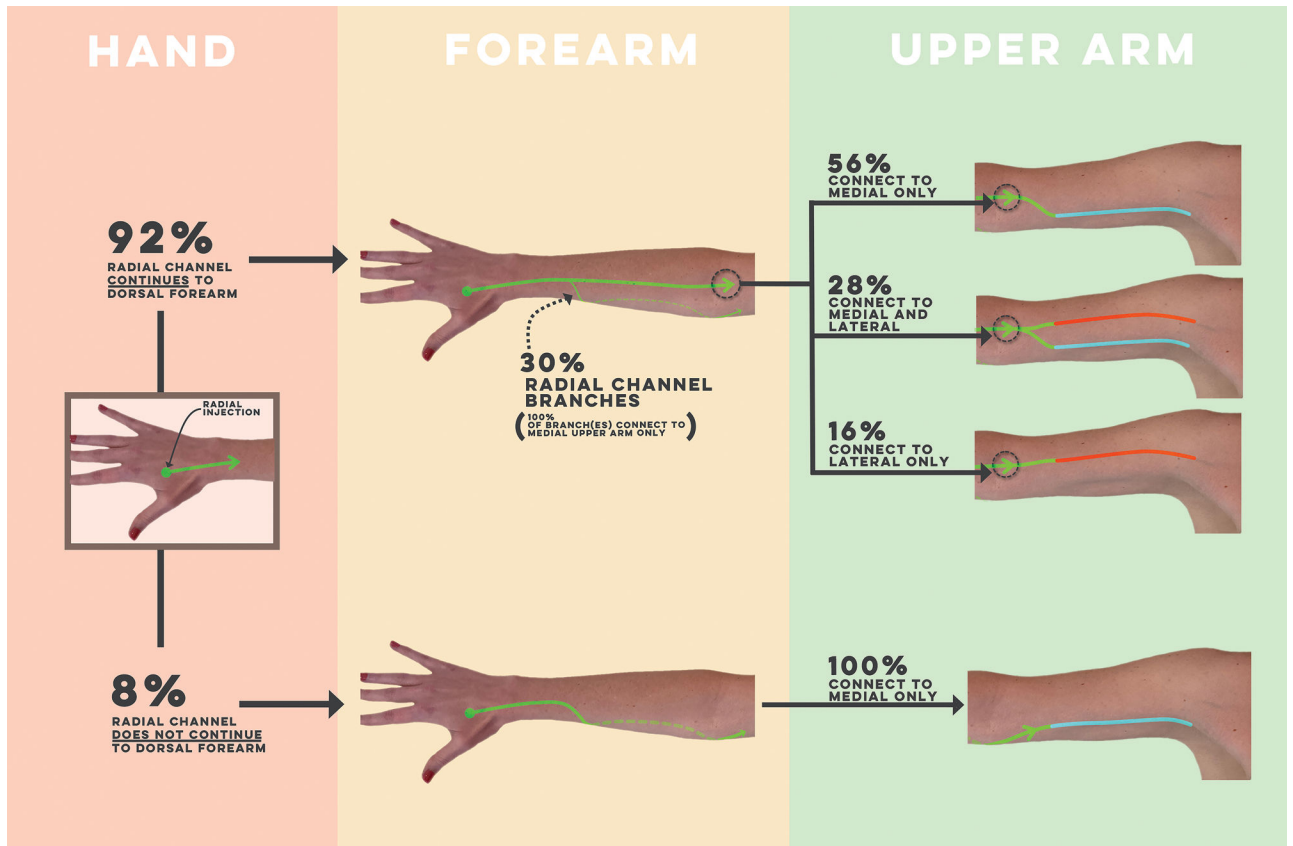 HAND
FOREARM
UPPER ARM
92%
RADIAL CHANNEL
CONTINUES TO
DORSAL FOREARM
RADIAL
INJECTION
8%
RADIAL CHANNEL
DOES NOT CONTINUE
TO DORSAL FOREARM
30%
RADIAL CHANNEL
BRANCHES
(100%
OF BRANCH(ES) CONNECT TO
MEDIAL UPPER ARM ONLY)
56%
CONNECT TO
MEDIAL ONLY
28%
CONNECT TO
MEDIAL AND
LATERAL
16%
CONNECT TO
LATERAL ONLY
100%
CONNECT TO
MEDIAL ONLY